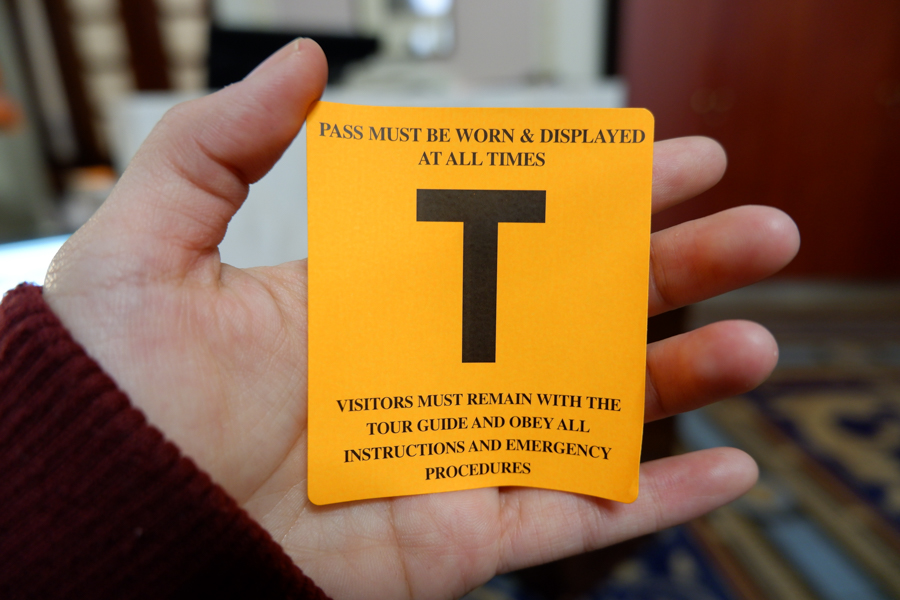 PASS MUST BE WORN & DISPLAYED
AT ALL TIMES
T
VISITORS MUST REMAIN WITH THE
TOUR GUIDE AND OBEY ALL
INSTRUCTIONS AND EMERGENCY
PROCEDURES